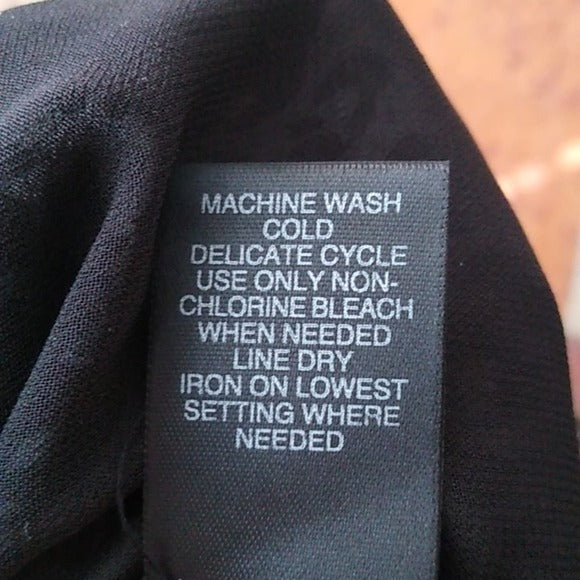 MACHINE WASH
COLD
DELICATE CYCLE
USE ONLY NON-
CHLORINE BLEACH
WHEN NEEDED
LINE DRY
IRON ON LOWEST
SETTING WHERE
NEEDED